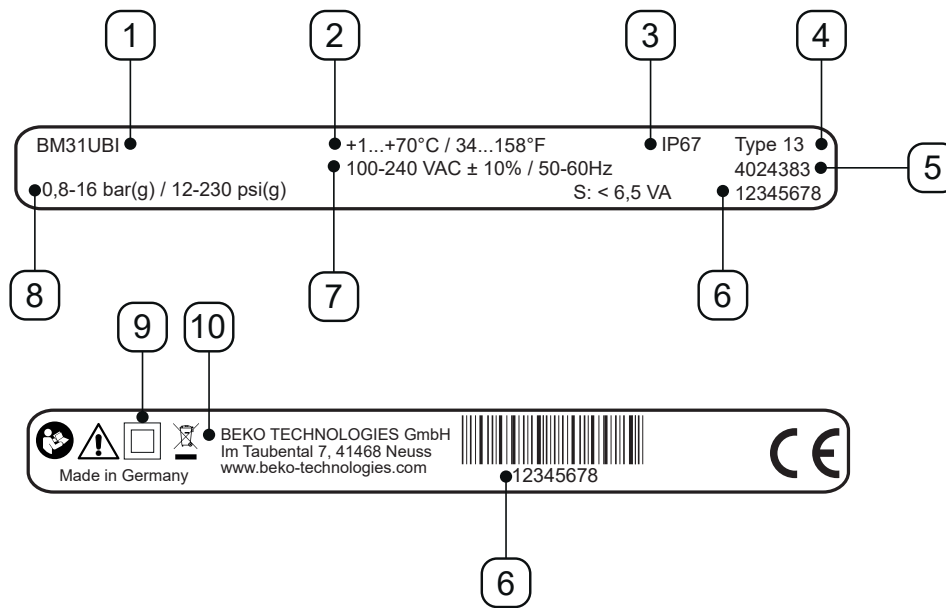 1 2 3 4
BM31UBI +1...+70°C / 34...158°F IP67 Type 13
100-240 VAC ± 10% / 50-60Hz 4024383 5
0,8-16 bar(g) / 12-230 psi(g) S: < 6,5 VA 12345678
8 7 6
9 10
BEKO TECHNOLOGIES GmbH
Im Taubental 7, 41468 Neuss
Made in Germany www.beko-technologies.com 12345678 CE
6